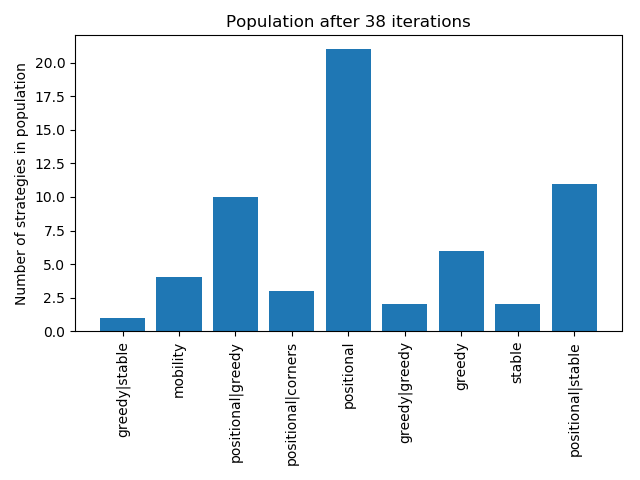 Population after 38 iterations
Number of strategies in population
20.0
17.5
15.0
12.5
10.0
7.5
5.0
2.5
0.0
greedy|stable
mobility
positional|greedy
positional|corners
positional
greedy|greedy
greedy
stable
positional|stable